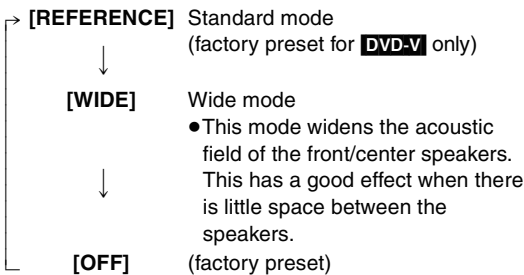 [REFERENCE] Standard mode
(factory preset for DVD-V only)
[WIDE] Wide mode
●This mode widens the acoustic
field of the front/center speakers.
This has a good effect when there
is little space between the
speakers.
[OFF] (factory preset)